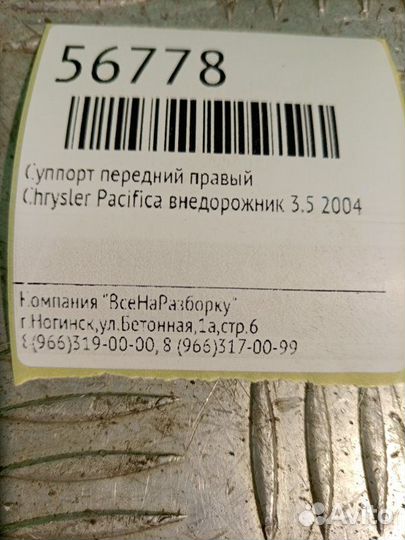 56778
Суппорт передний правый
Chrysler Pacifica внедорожник 3.5 2004
Компания "ВсеНаРазборку"
г.Ногинск,ул.Бетонная,1а,стр.6
8(966)319-00-00, 8 (966)317-00-99
Avito